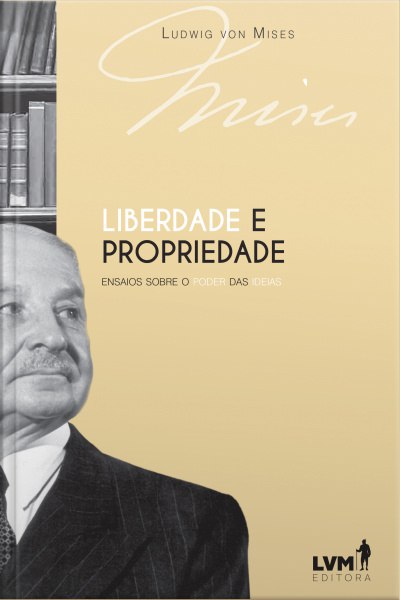 Ludwig von Mises
Mises
LIBERDADE E
PROPRIEDADE
ENSAIOS SOBRE O PODER DAS IDEIAS
LVM
EDITORA